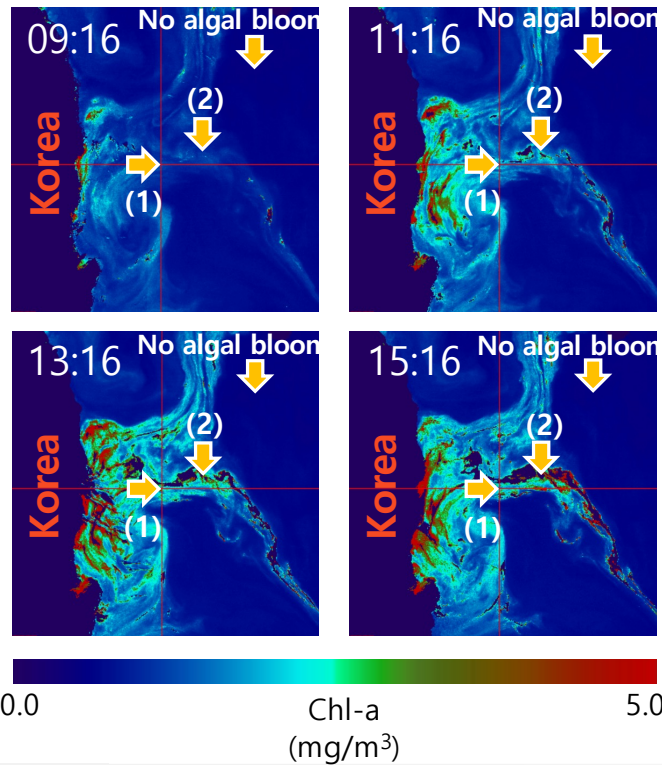 09:16
No algal bloom
(2)
(1)
Korea
11:16
No algal bloom
(2)
(1)
Korea
13:16
No algal bloom
(2)
(1)
Korea
15:16
No algal bloom
(2)
(1)
Korea
0.0
Chl-a
5.0
(mg/m³)